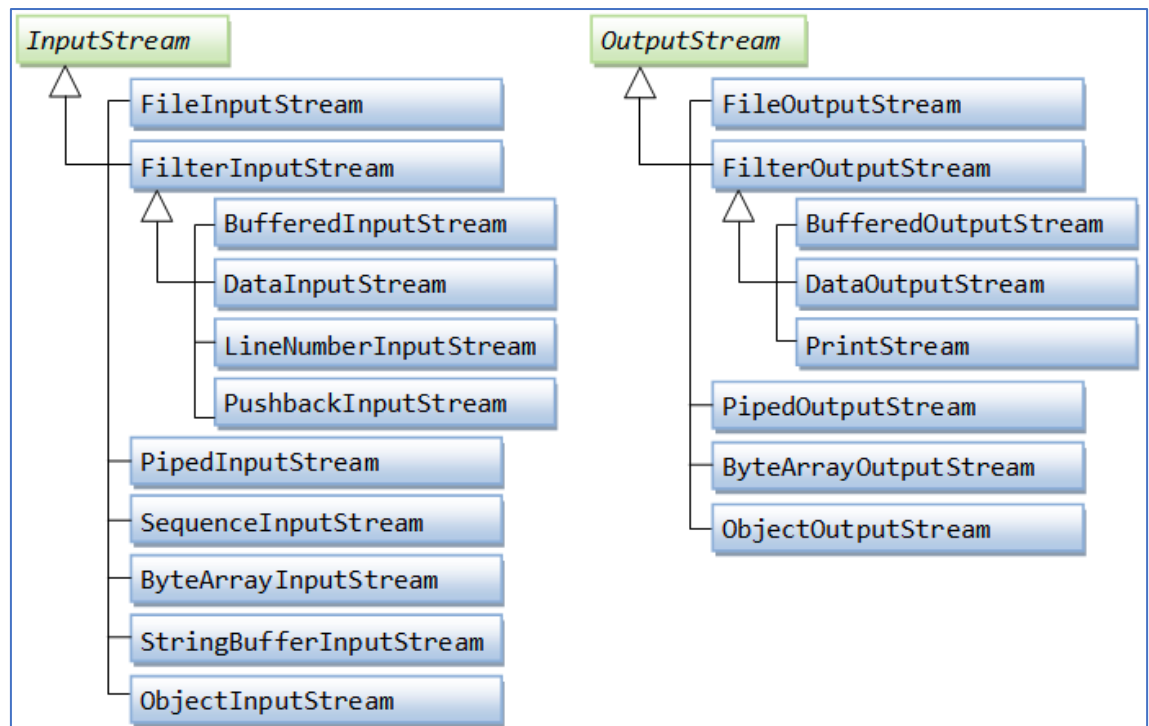 InputStream
FileInputStream
FilterInputStream
BufferedInputStream
DataInputStream
LineNumberInputStream
PushbackInputStream
PipedInputStream
SequenceInputStream
ByteArrayInputStream
StringBufferInputStream
ObjectInputStream
OutputStream
FileOutputStream
FilterOutputStream
BufferedOutputStream
DataOutputStream
PrintStream
PipedOutputStream
ByteArrayOutputStream
ObjectOutputStream